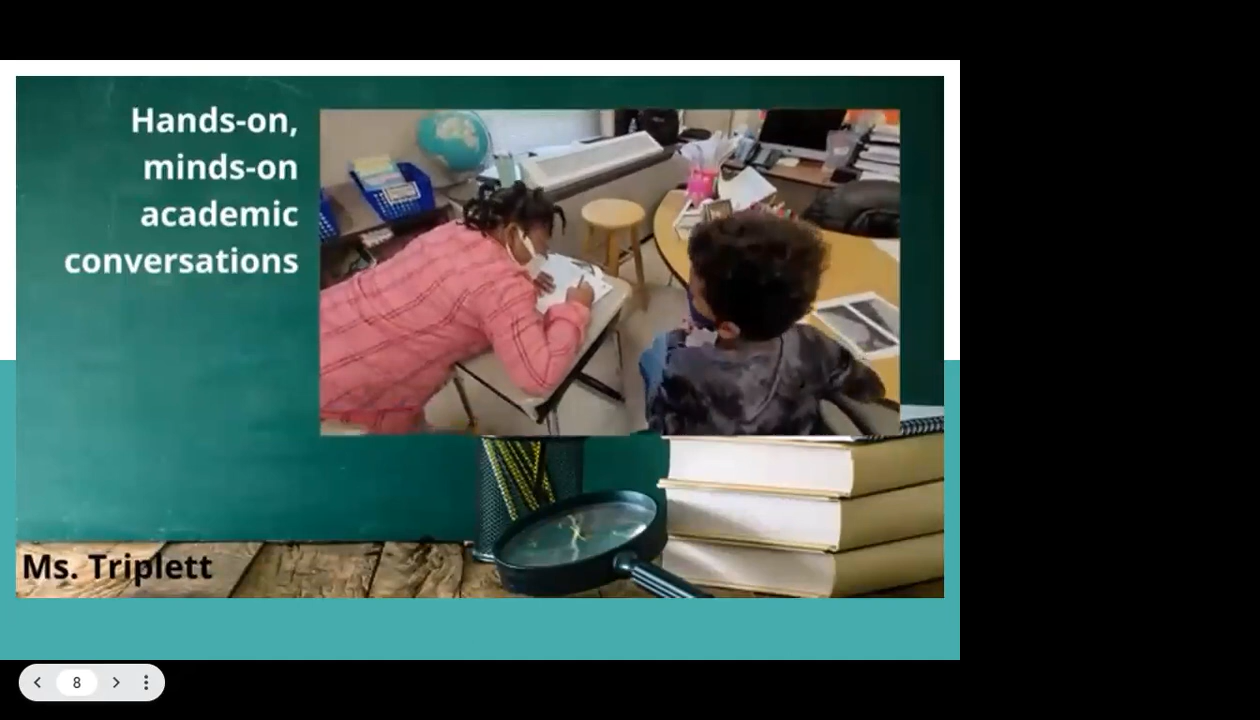 Hands-on,
minds-on
academic
conversations
Ms. Triplett
8